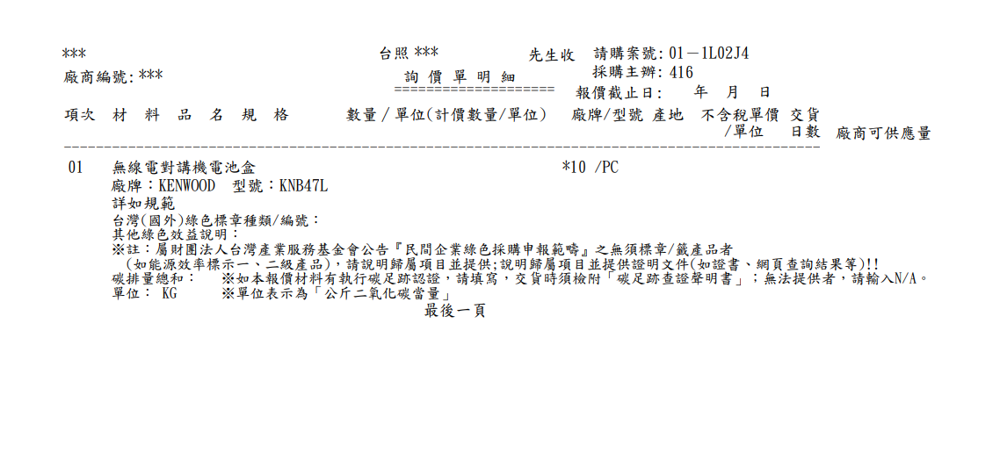 *** 台照 *** 先生收 請購案號: 01－1L02J4
廠商編號: *** 詢 價 單 明 細 採購主辦: 416
==================== 報價截止日: 年 月 日
項次 材 料 品 名 規 格 數量／單位(計價數量/單位) 廠牌/型號 產地 不含稅單價 交貨
/單位 日數 廠商可供應量
01 無線電對講機電池盒 *10 /PC
廠牌：KENWOOD 型號：KNB47L
詳如規範
台灣(國外)綠色標章種類/編號：
其他綠色效益說明：
※註：屬財團法人台灣產業服務基金會公告『民間企業綠色採購申報範疇』之無須標章/籤產品者
(如能源效率標示一、二級產品)，請說明歸屬項目並提供;說明歸屬項目並提供證明文件(如證書、網頁查詢結果等)!!
碳排量總和： ※如本報價材料有執行碳足跡認證，請填寫，交貨時須檢附「碳足跡查證聲明書」；無法提供者，請輸入N/A。
單位： KG ※單位表示為「公斤二氧化碳當量」
最後一頁